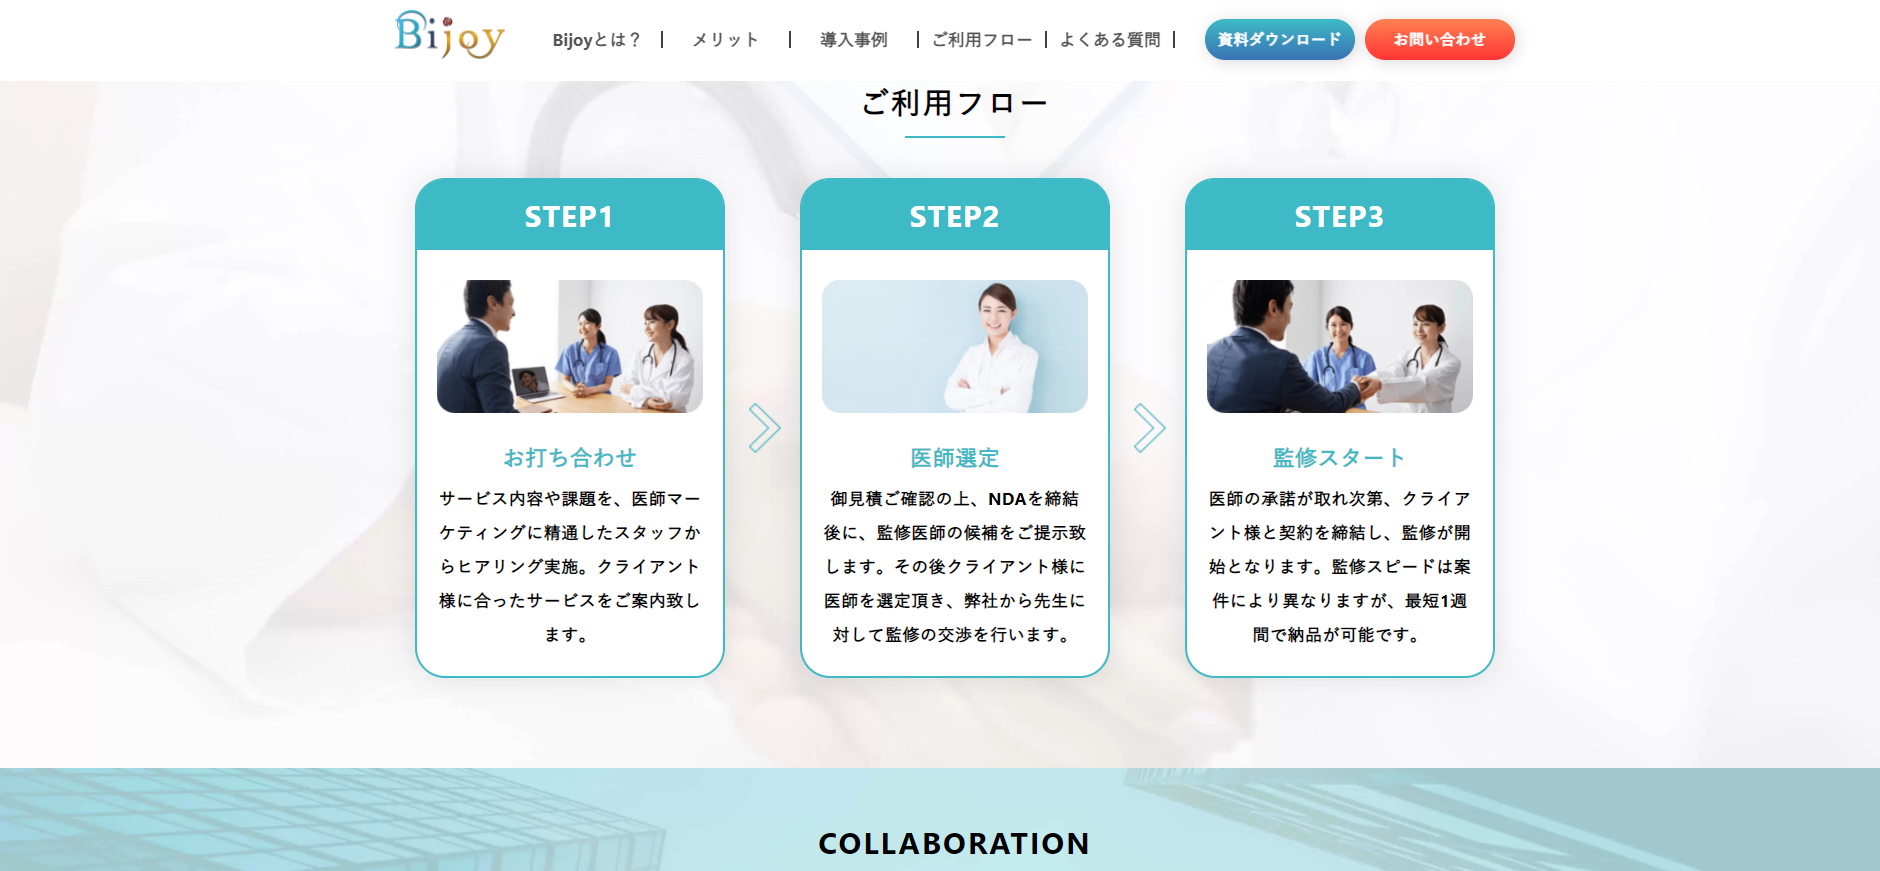 Bijoy
Bijoyとは？
メリット
導入事例
ご利用フロー
よくある質問
資料ダウンロード
お問い合わせ
ご利用フロー
STEP1
お打ち合わせ
サービス内容や課題を、医師マー
ケティングに精通したスタッフか
らヒアリング実施。クライアント
様に合ったサービスをご案内致し
ます。
STEP2
医師選定
御見積ご確認の上、NDAを締結
後に、監修医師の候補をご提示致
します。その後クライアント様に
医師を選定頂き、弊社から先生に
対して監修の交渉を行います。
STEP3
監修スタート
医師の承諾が取れ次第、クライア
ント様と契約を締結し、監修が開
始となります。監修スピードは案
件により異なりますが、最短1週
間で納品が可能です。
COLLABORATION